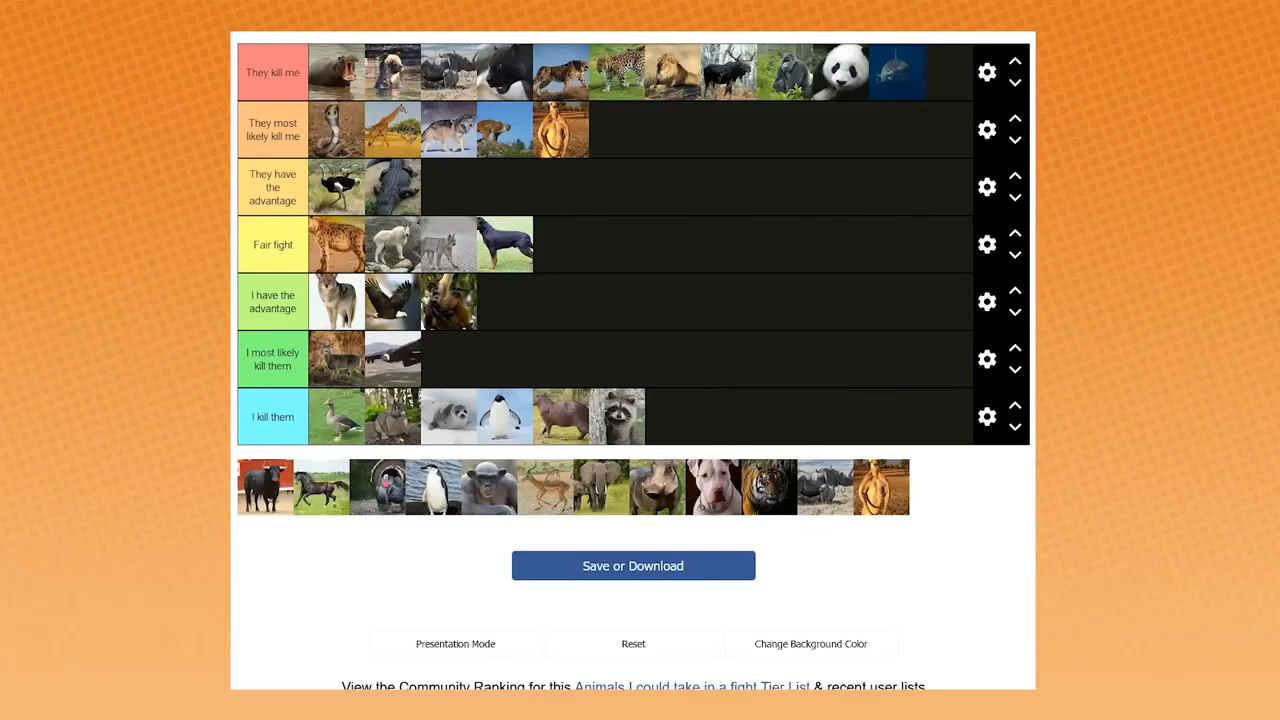 They kill me
They most
likely kill me
They have
the
advantage
Fair fight
I have the
advantage
I most likely
kill them
I kill them
Save or Download
Presentation Mode
Reset
Change Background Color
View the Community Ranking for this Animals I could take in a fight Tier List & recent user lists